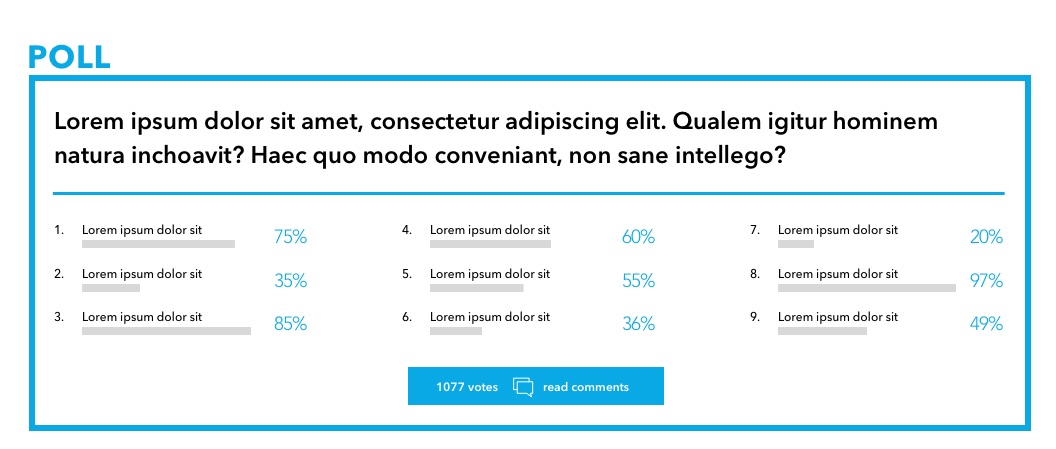 POLL
Lorem ipsum dolor sit amet, consectetur adipiscing elit. Qualem igitur hominem
natura inchoavit? Haec quo modo conveniant, non sane intellego?
1. Lorem ipsum dolor sit 75%
2. Lorem ipsum dolor sit 35%
3. Lorem ipsum dolor sit 85%
4. Lorem ipsum dolor sit 60%
5. Lorem ipsum dolor sit 55%
6. Lorem ipsum dolor sit 36%
7. Lorem ipsum dolor sit 20%
8. Lorem ipsum dolor sit 97%
9. Lorem ipsum dolor sit 49%
1077 votes read comments